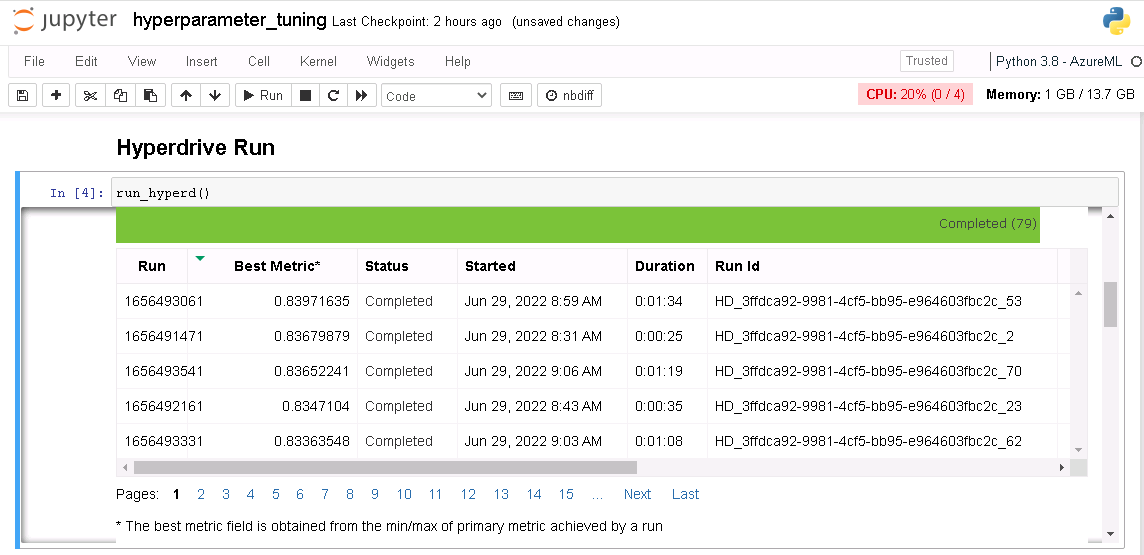 jupyter hyperparameter_tuning Last Checkpoint: 2 hours ago (unsaved changes)
File Edit View Insert Cell Kernel Widgets Help Trusted Python 3.8 - AzureML
Run Code nbdiff CPU: 20% (0 / 4) Memory: 1 GB / 13.7 GB
Hyperdrive Run
In [4]: run_hyperd()
Completed (79)
Run Best Metric* Status Started Duration Run Id
1656493061 0.83971635 Completed Jun 29, 2022 8:59 AM 0:01:34 HD_3ffdca92-9981-4cf5-bb95-e964603fbc2c_53
1656491471 0.83679879 Completed Jun 29, 2022 8:31 AM 0:00:25 HD_3ffdca92-9981-4cf5-bb95-e964603fbc2c_2
1656493541 0.83652241 Completed Jun 29, 2022 9:06 AM 0:01:19 HD_3ffdca92-9981-4cf5-bb95-e964603fbc2c_70
1656492161 0.8347104 Completed Jun 29, 2022 8:43 AM 0:00:35 HD_3ffdca92-9981-4cf5-bb95-e964603fbc2c_23
1656493331 0.83363548 Completed Jun 29, 2022 9:03 AM 0:01:08 HD_3ffdca92-9981-4cf5-bb95-e964603fbc2c_62
Pages: 1 2 3 4 5 6 7 8 9 10 11 12 13 14 15 ... Next Last
* The best metric field is obtained from the min/max of primary metric achieved by a run